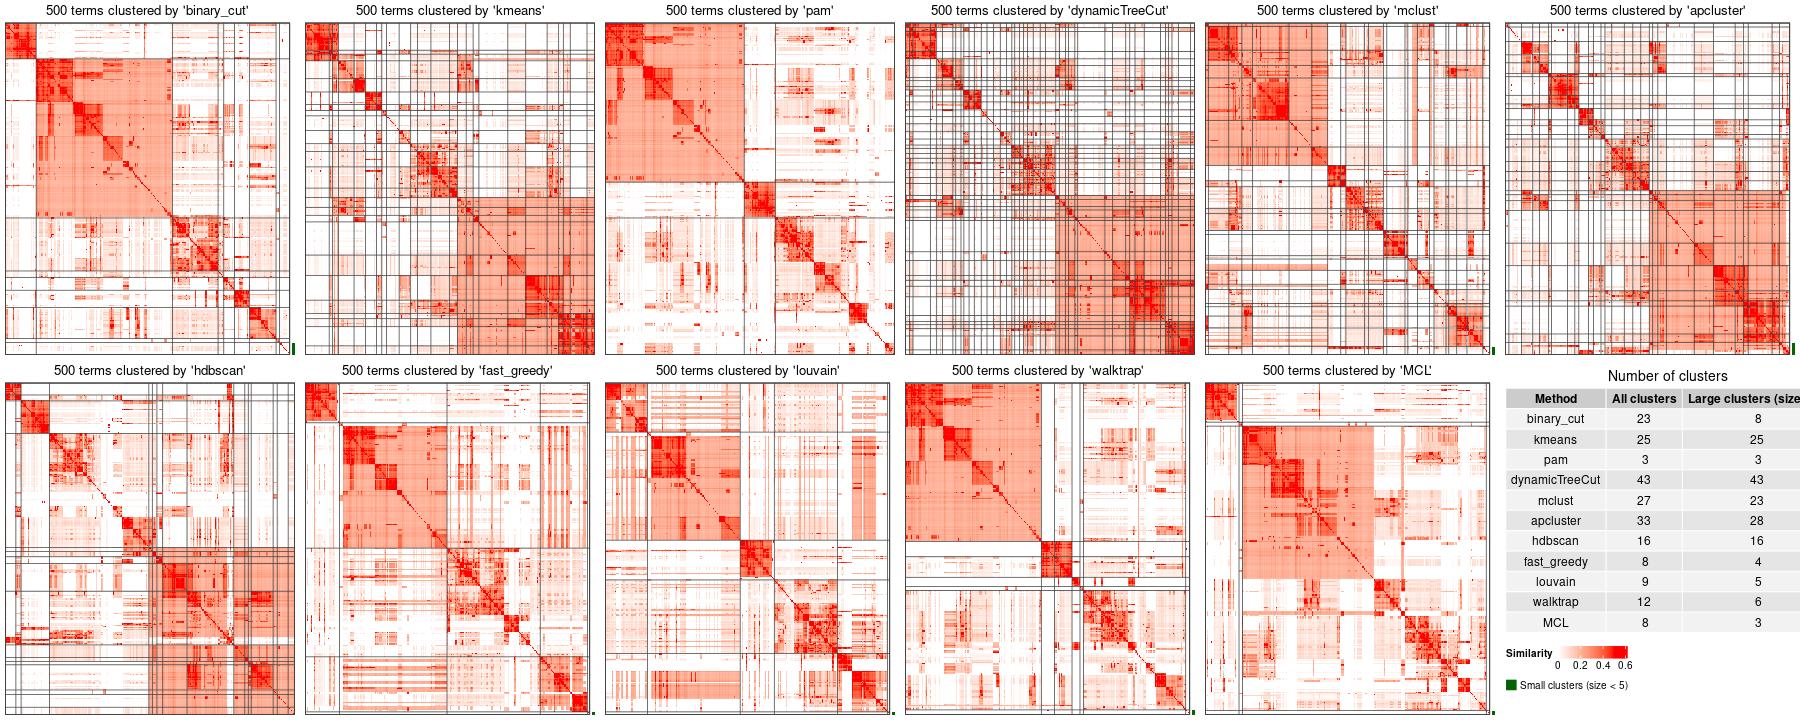 500 terms clustered by 'binary_cut'
500 terms clustered by 'kmeans'
500 terms clustered by 'pam'
500 terms clustered by 'dynamicTreeCut'
500 terms clustered by 'mclust'
500 terms clustered by 'apcluster'
500 terms clustered by 'hdbscan'
500 terms clustered by 'fast_greedy'
500 terms clustered by 'louvain'
500 terms clustered by 'walktrap'
500 terms clustered by 'MCL'
Number of clusters
Method All clusters Large clusters (size
binary_cut 23 8
kmeans 25 25
pam 3 3
dynamicTreeCut 43 43
mclust 27 23
apcluster 33 28
hdbscan 16 16
fast_greedy 8 4
louvain 9 5
walktrap 12 6
MCL 8 3
Similarity
0 0.2 0.4 0.6
Small clusters (size < 5)